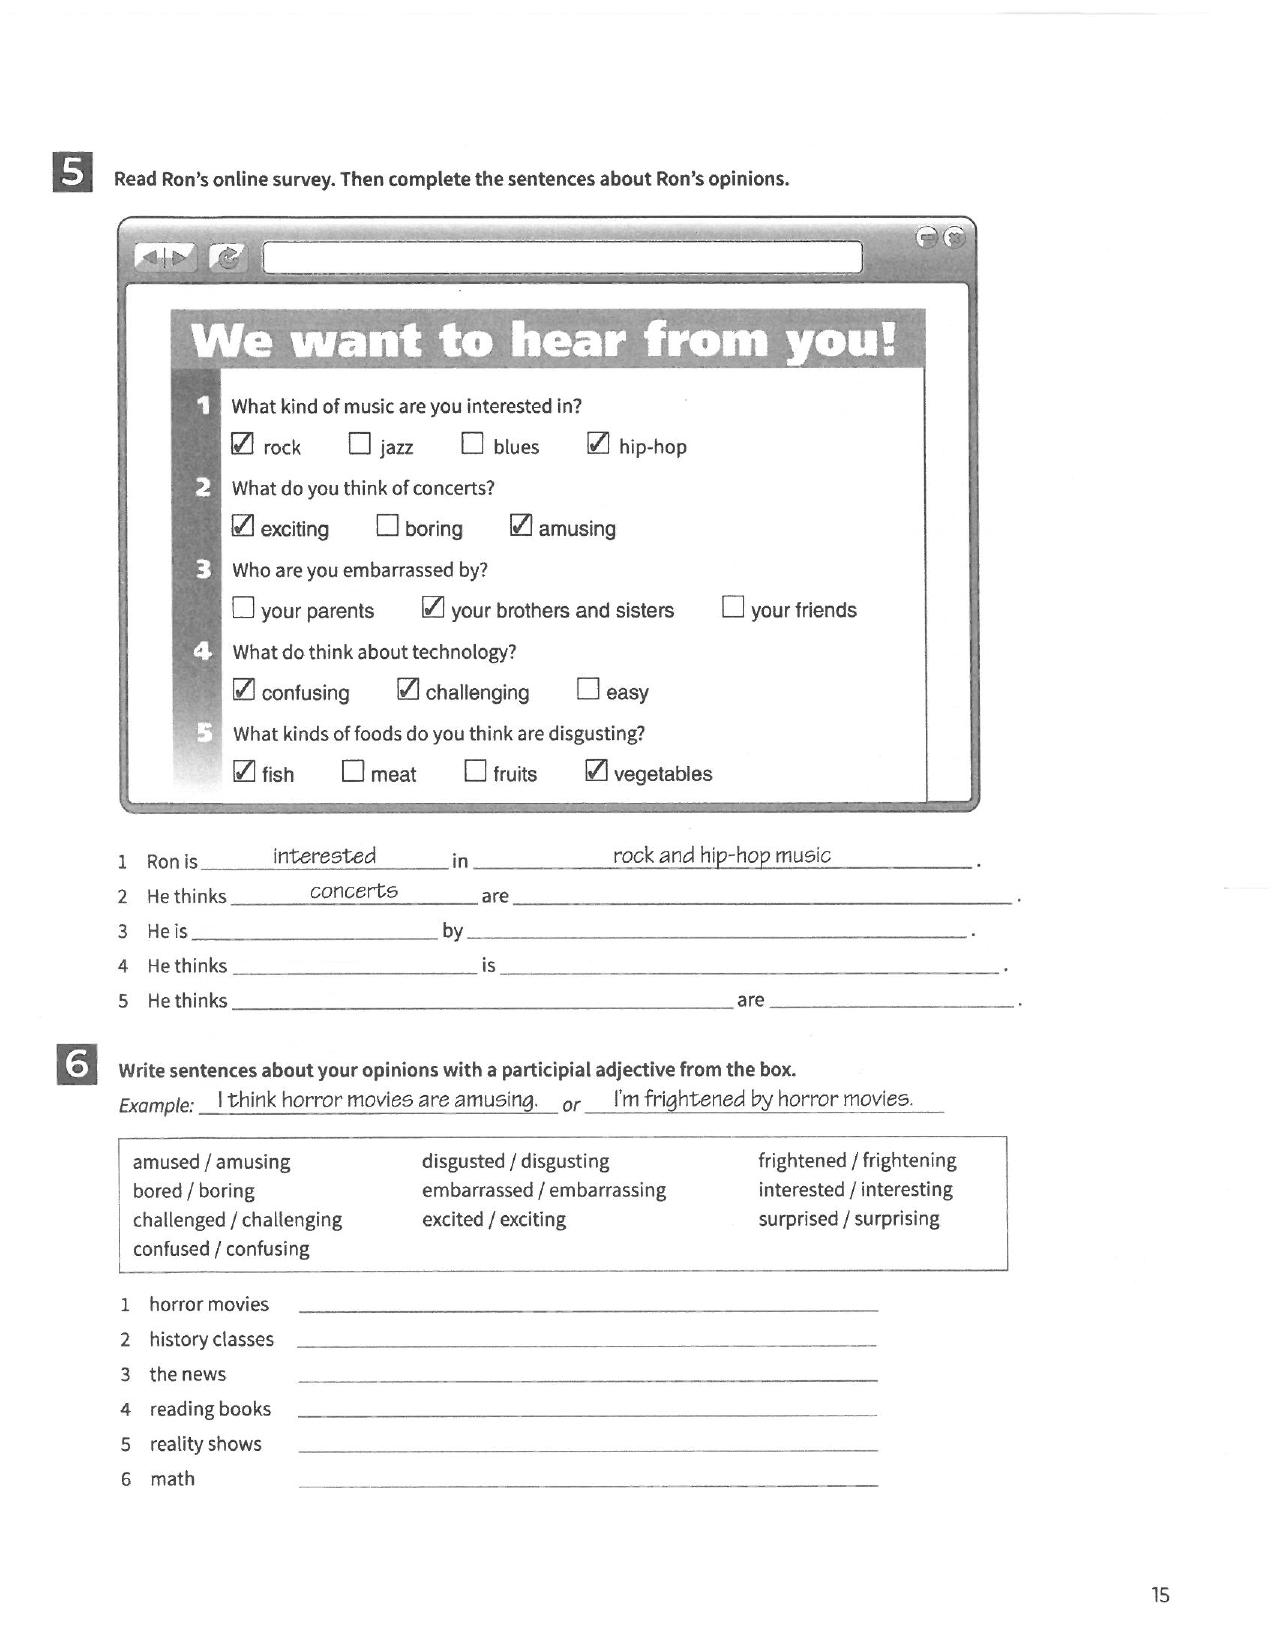 5 Read Ron's online survey. Then complete the sentences about Ron's opinions.
We want to hear from you!
1 What kind of music are you interested in?
☑ rock ☐ jazz ☐ blues ☑ hip-hop
2 What do you think of concerts?
☑ exciting ☐ boring ☑ amusing
3 Who are you embarrassed by?
☐ your parents ☑ your brothers and sisters ☐ your friends
4 What do think about technology?
☑ confusing ☑ challenging ☐ easy
5 What kinds of foods do you think are disgusting?
☑ fish ☐ meat ☐ fruits ☑ vegetables
1 Ron is interested in rock and hip-hop music .
2 He thinks concerts are ____ .
3 He is ____ by ____ .
4 He thinks ____ is ____ .
5 He thinks ____ are ____ .
6 Write sentences about your opinions with a participial adjective from the box.
Example: I think horror movies are amusing. or I'm frightened by horror movies.
amused / amusing disgusted / disgusting frightened / frightening
bored / boring embarrassed / embarrassing interested / interesting
challenged / challenging excited / exciting surprised / surprising
confused / confusing
1 horror movies
2 history classes
3 the news
4 reading books
5 reality shows
6 math
15